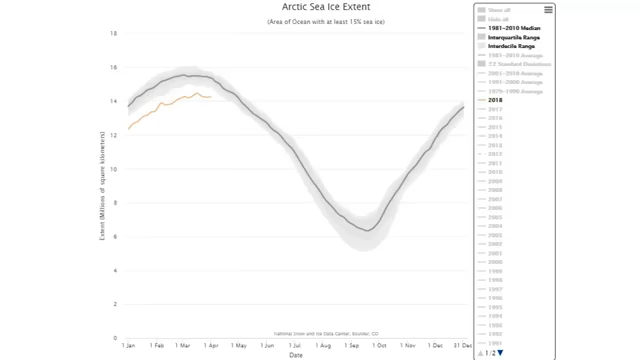 Arctic Sea Ice Extent
(Area of Ocean with at least 15% sea ice)
Extent (Millions of square kilometers)
18
16
14
12
10
8
6
4
2
0
1 Jan
1 Feb
1 Mar
1 Apr
1 May
1 Jun
1 Jul
1 Aug
1 Sep
1 Oct
1 Nov
1 Dec
31 Dec
Date
National Snow and Ice Data Center, Boulder, CO
Show all
Hide all
1981-2010 Median
Interquartile Range
Interdecile Range
1981-2010 Average
±2 Standard Deviations
2001-2010 Average
1991-2000 Average
1979-1990 Average
2018
2017
2016
2015
2014
2013
2012
2011
2010
2009
2008
2007
2006
2005
2004
2003
2002
2001
2000
1999
1998
1997
1996
1995
1994
1993
1992
1991
1/2